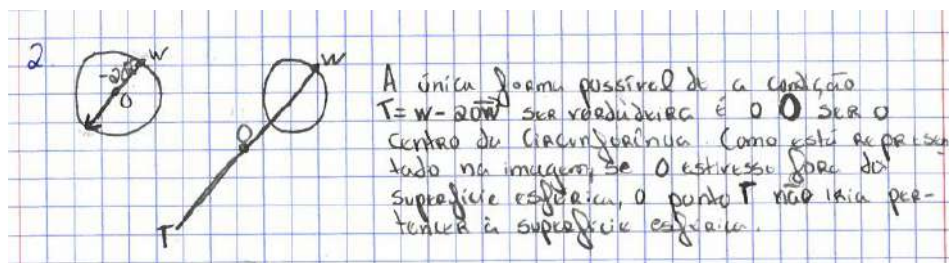 2
W
-2OW
O
W
O
T
A única forma possível de a condição
T = W - 2OW ser verdadeira é o O ser o
centro da circunferência. Como está represen
tado na imagem, se O estivesse fora da
superfície esférica, o ponto T não iria per-
tencer à superfície esférica.